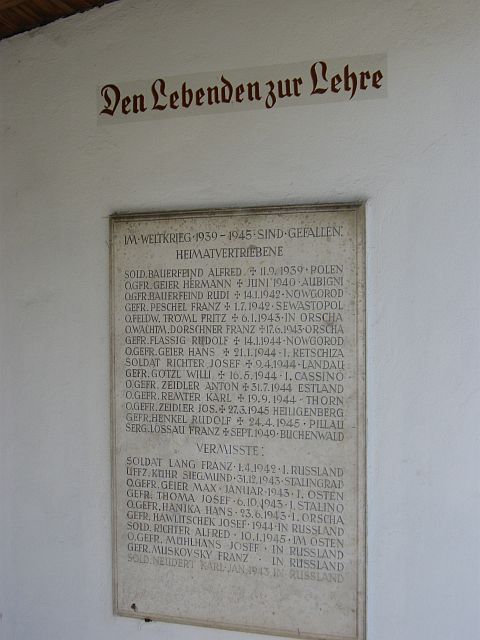 Den Lebenden zur Lehre
IM·WELTKRIEG·1939-1945·SIND·GEFALLEN:
HEIMATVERTRIEBENE
SOLD.BAUERFEIND ALFRED ✝ 11.9.1939·POLEN
O.GFR.GEIER HERMANN ✝ JUNI 1940·AUBIGNI
GFR.BAUERFEIND RUDI ✝ 14.1.1942·NOWGOROD
GEFR.PESCHEL FRANZ ✝ 1.7.1942·SEWASTOPOL
O.FELDW.TRÖML FRITZ ✝ 6.1.1943·IN ORSCHA
O.WACHTM.DORSCHNER FRANZ ✝ 17.6.1943·ORSCHA
GEFR.FLASSIG RUDOLF ✝ 14.1.1944·NOWGOROD
O.GEFR.GEIER HANS ✝ 21.1.1944·I.RETSCHIZA
SOLDAT RICHTER JOSEF ✝ 9.4.1944·LANDAU
GEFR.GÖTZL WILLI ✝ 16.5.1944·I.CASSINO
O.GEFR.ZEIDLER ANTON ✝ 31.7.1944 ESTLAND
O.GEFR.REMTER KARL ✝ 19.9.1944·THORN
O.GEFR.ZEIDLER JOS. ✝ 27.3.1945 HEILIGENBERG
GEFR.HENKEL RUDOLF ✝ 24.4.1945·PILLAU
SERG.LOSSAU FRANZ ✝ SEPT.1949·BUCHENWALD
VERMISSTE:
SOLDAT LANG FRANZ·1.4.1942·I.RUSSLAND
UFFZ.KÜHR SIEGMUND·31.12.1943·STALINGRAD
O.GEFR.GEIER MAX·JANUAR·1943·I.OSTEN
GEFR.THOMA JOSEF·6.10.1943·I.STALINO
O.GEFR.HANIKA HANS·23.6.1943·I.ORSCHA
GEFR.HAWLITSCHEK JOSEF·1944·IN RUSSLAND
SOLD.RICHTER ALFRED·10.1.1945·IM OSTEN
O.GEFR.MÜHLHANS JOSEF·IN RUSSLAND
GEFR.MUSKOVSKY FRANZ·IN RUSSLAND
SOLD.NEUDERT KARL·JAN.1943·IN RUSSLAND